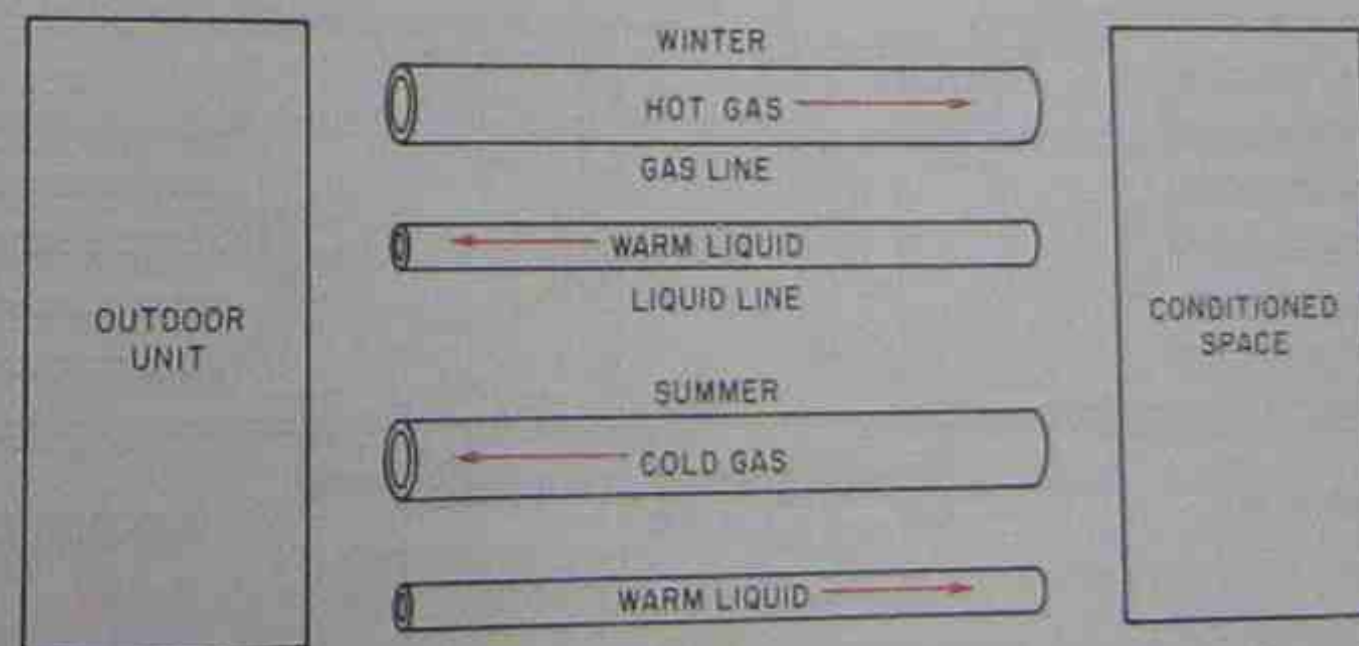 WINTER
HOT GAS
GAS LINE
WARM LIQUID
LIQUID LINE
OUTDOOR
UNIT
CONDITIONED
SPACE
SUMMER
COLD GAS
WARM LIQUID